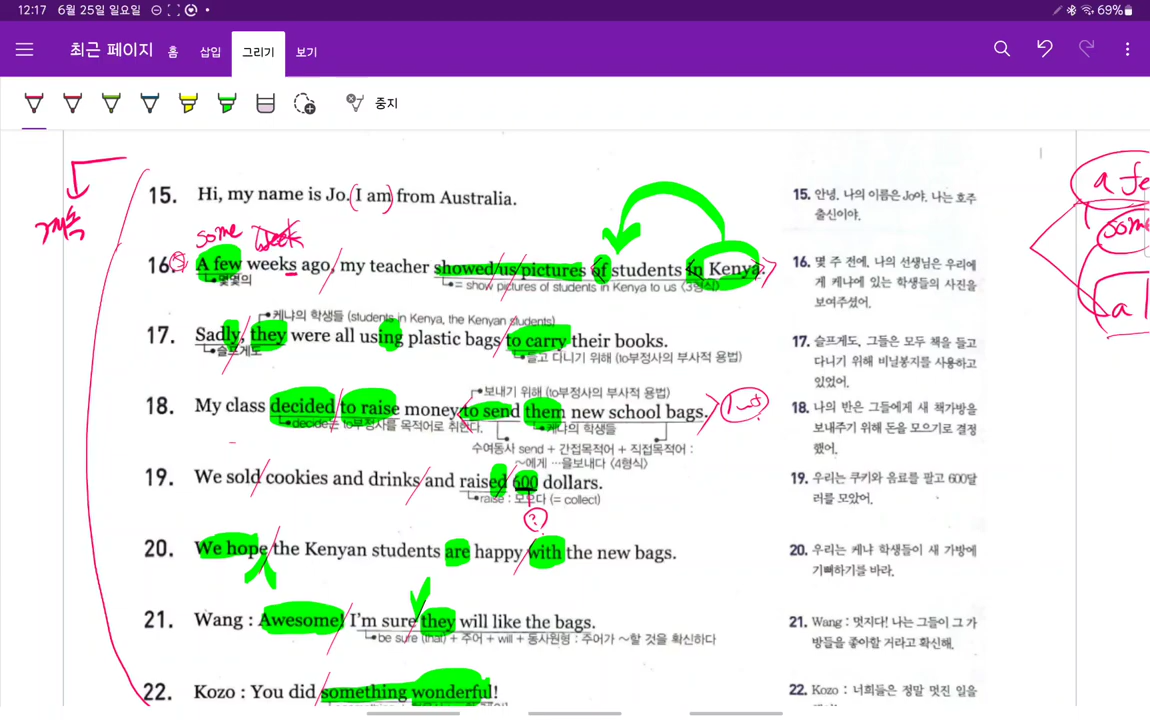 12:17 6월 25일 일요일 69%
최근 페이지 홈 삽입 그리기 보기
중지
계속
15. Hi, my name is Jo. (I am) from Australia.
15. 안녕, 나의 이름은 Jo야. 나는 호주
출신이야.
some week
16. A few weeks ago, my teacher showed us pictures of students in Kenya.
몇몇의
= show pictures of students in Kenya to us 〈3형식〉
16. 몇 주 전에, 나의 선생님은 우리에
게 케냐에 있는 학생들의 사진을
보여주셨어.
a fe
some
a l
케냐의 학생들 (students in Kenya, the Kenyan students)
17. Sadly, they were all using plastic bags to carry their books.
슬프게도
들고 다니기 위해 (to부정사의 부사적 용법)
17. 슬프게도, 그들은 모두 책을 들고
다니기 위해 비닐봉지를 사용하고
있었어.
보내기 위해 (to부정사의 부사적 용법)
18. My class decided to raise money to send them new school bags.
decide는 to부정사를 목적어로 취한다.
케냐의 학생들
수여동사 send + 간접목적어 + 직접목적어 :
~에게 …을보내다 〈4형식〉
18. 나의 반은 그들에게 새 책가방을
보내주기 위해 돈을 모으기로 결정
했어.
19. We sold cookies and drinks and raised 600 dollars.
raise : 모으다 (= collect)
?
19. 우리는 쿠키와 음료를 팔고 600달
러를 모았어.
20. We hope the Kenyan students are happy with the new bags.
20. 우리는 케냐 학생들이 새 가방에
기뻐하기를 바라.
21. Wang : Awesome! I'm sure they will like the bags.
be sure (that) + 주어 + will + 동사원형 : 주어가 ~할 것을 확신하다
21. Wang : 멋지다! 나는 그들이 그 가
방들을 좋아할 거라고 확신해.
22. Kozo : You did something wonderful!
22. Kozo : 너희들은 정말 멋진 일을